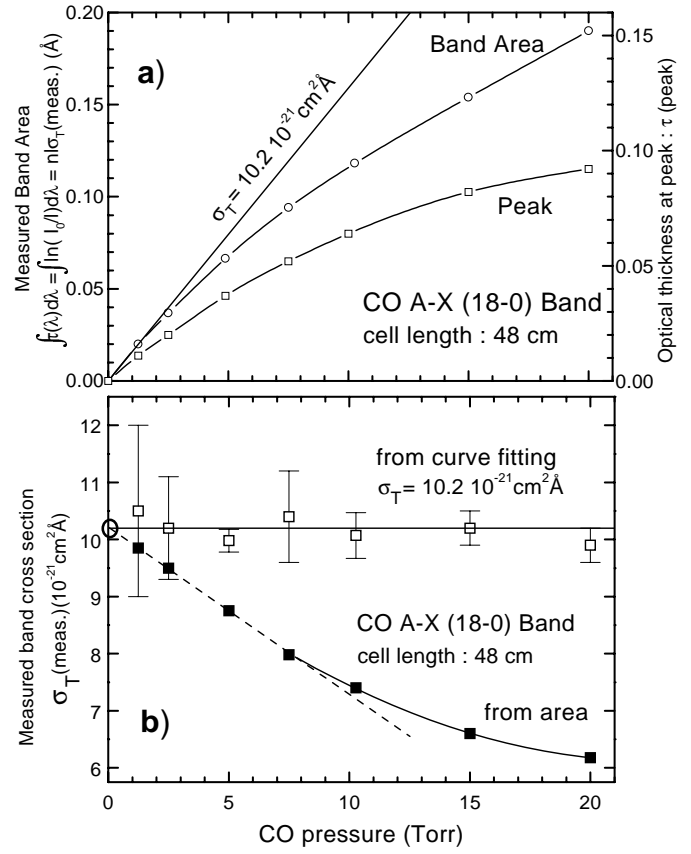 a)
0.20
0.15
0.10
0.05
0.00
Measured Band Area
∫τ(λ)dλ = ∫ln( I₀/I)dλ = nlσ_T(meas.) (Å)
σ_T = 10.2 10⁻²¹cm²Å
Band Area
Peak
CO A-X (18-0) Band
cell length : 48 cm
0.15
0.10
0.05
0.00
Optical thickness at peak : τ (peak)
12
11
10
9
8
7
6
Measured band cross section
σ_T(meas.)(10⁻²¹cm²Å)
from curve fitting
σ_T = 10.2 10⁻²¹cm²Å
CO A-X (18-0) Band
cell length : 48 cm
from area
b)
0 5 10 15 20
CO pressure (Torr)